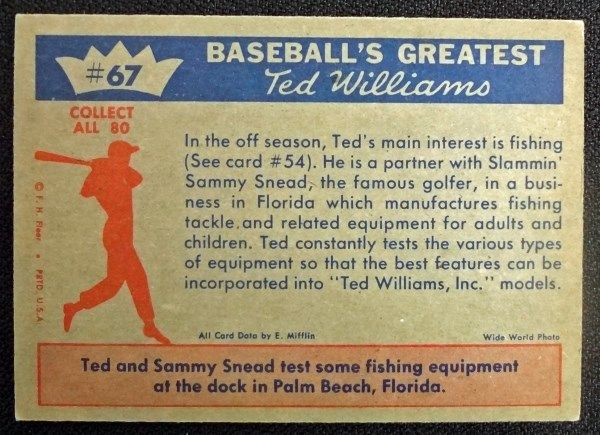 #67
BASEBALL'S GREATEST
Ted Williams
COLLECT
ALL 80
In the off season, Ted's main interest is fishing
(See card #54). He is a partner with Slammin'
Sammy Snead, the famous golfer, in a busi-
ness in Florida which manufactures fishing
tackle and related equipment for adults and
children. Ted constantly tests the various types
of equipment so that the best features can be
incorporated into "Ted Williams, Inc." models.
© F. H. Fleer • PRTD. U.S.A
All Card Data by E. Mifflin
Wide World Photo
Ted and Sammy Snead test some fishing equipment
at the dock in Palm Beach, Florida.